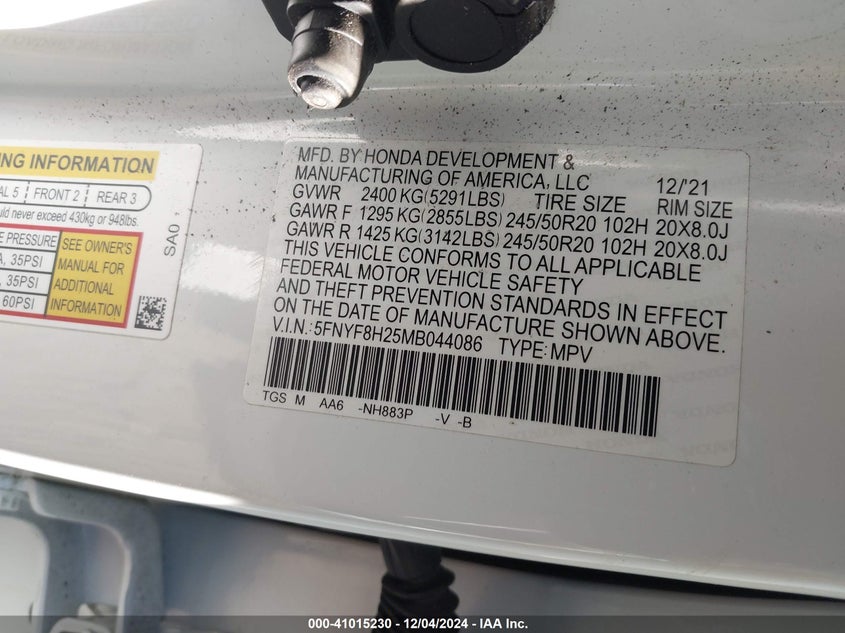 NG INFORMATION
AL 5 FRONT 2 REAR 3
ould never exceed 430kg or 948lbs.
E PRESSURE
A, 35PSI
A, 35PSI
, 60PSI
SEE OWNER'S
MANUAL FOR
ADDITIONAL
INFORMATION
SA0
MFD. BY HONDA DEVELOPMENT &
MANUFACTURING OF AMERICA, LLC 12/'21
GVWR 2400 KG(5291LBS) TIRE SIZE RIM SIZE
GAWR F 1295 KG(2855LBS) 245/50R20 102H 20X8.0J
GAWR R 1425 KG(3142LBS) 245/50R20 102H 20X8.0J
THIS VEHICLE CONFORMS TO ALL APPLICABLE
FEDERAL MOTOR VEHICLE SAFETY
AND THEFT PREVENTION STANDARDS IN EFFECT
ON THE DATE OF MANUFACTURE SHOWN ABOVE.
V.I.N.: 5FNYF8H25MB044086 TYPE: MPV
TGS M AA6 -NH883P -V -B
000-41015230 - 12/04/2024 - IAA Inc.